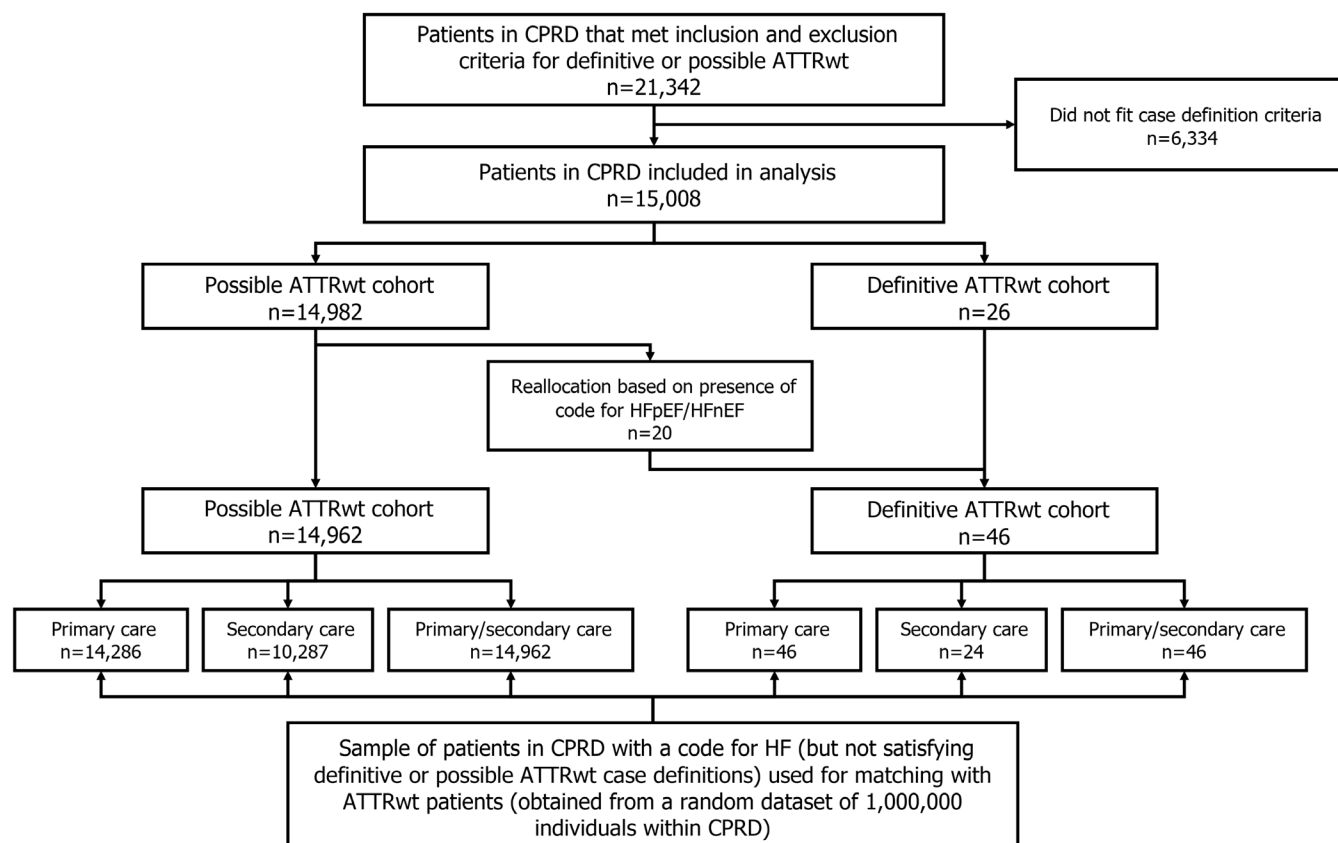 Patients in CPRD that met inclusion and exclusion
criteria for definitive or possible ATTRwt
n=21,342
Did not fit case definition criteria
n=6,334
Patients in CPRD included in analysis
n=15,008
Possible ATTRwt cohort
n=14,982
Definitive ATTRwt cohort
n=26
Reallocation based on presence of
code for HFpEF/HFnEF
n=20
Possible ATTRwt cohort
n=14,962
Definitive ATTRwt cohort
n=46
Primary care
n=14,286
Secondary care
n=10,287
Primary/secondary care
n=14,962
Primary care
n=46
Secondary care
n=24
Primary/secondary care
n=46
Sample of patients in CPRD with a code for HF (but not satisfying
definitive or possible ATTRwt case definitions) used for matching with
ATTRwt patients (obtained from a random dataset of 1,000,000
individuals within CPRD)